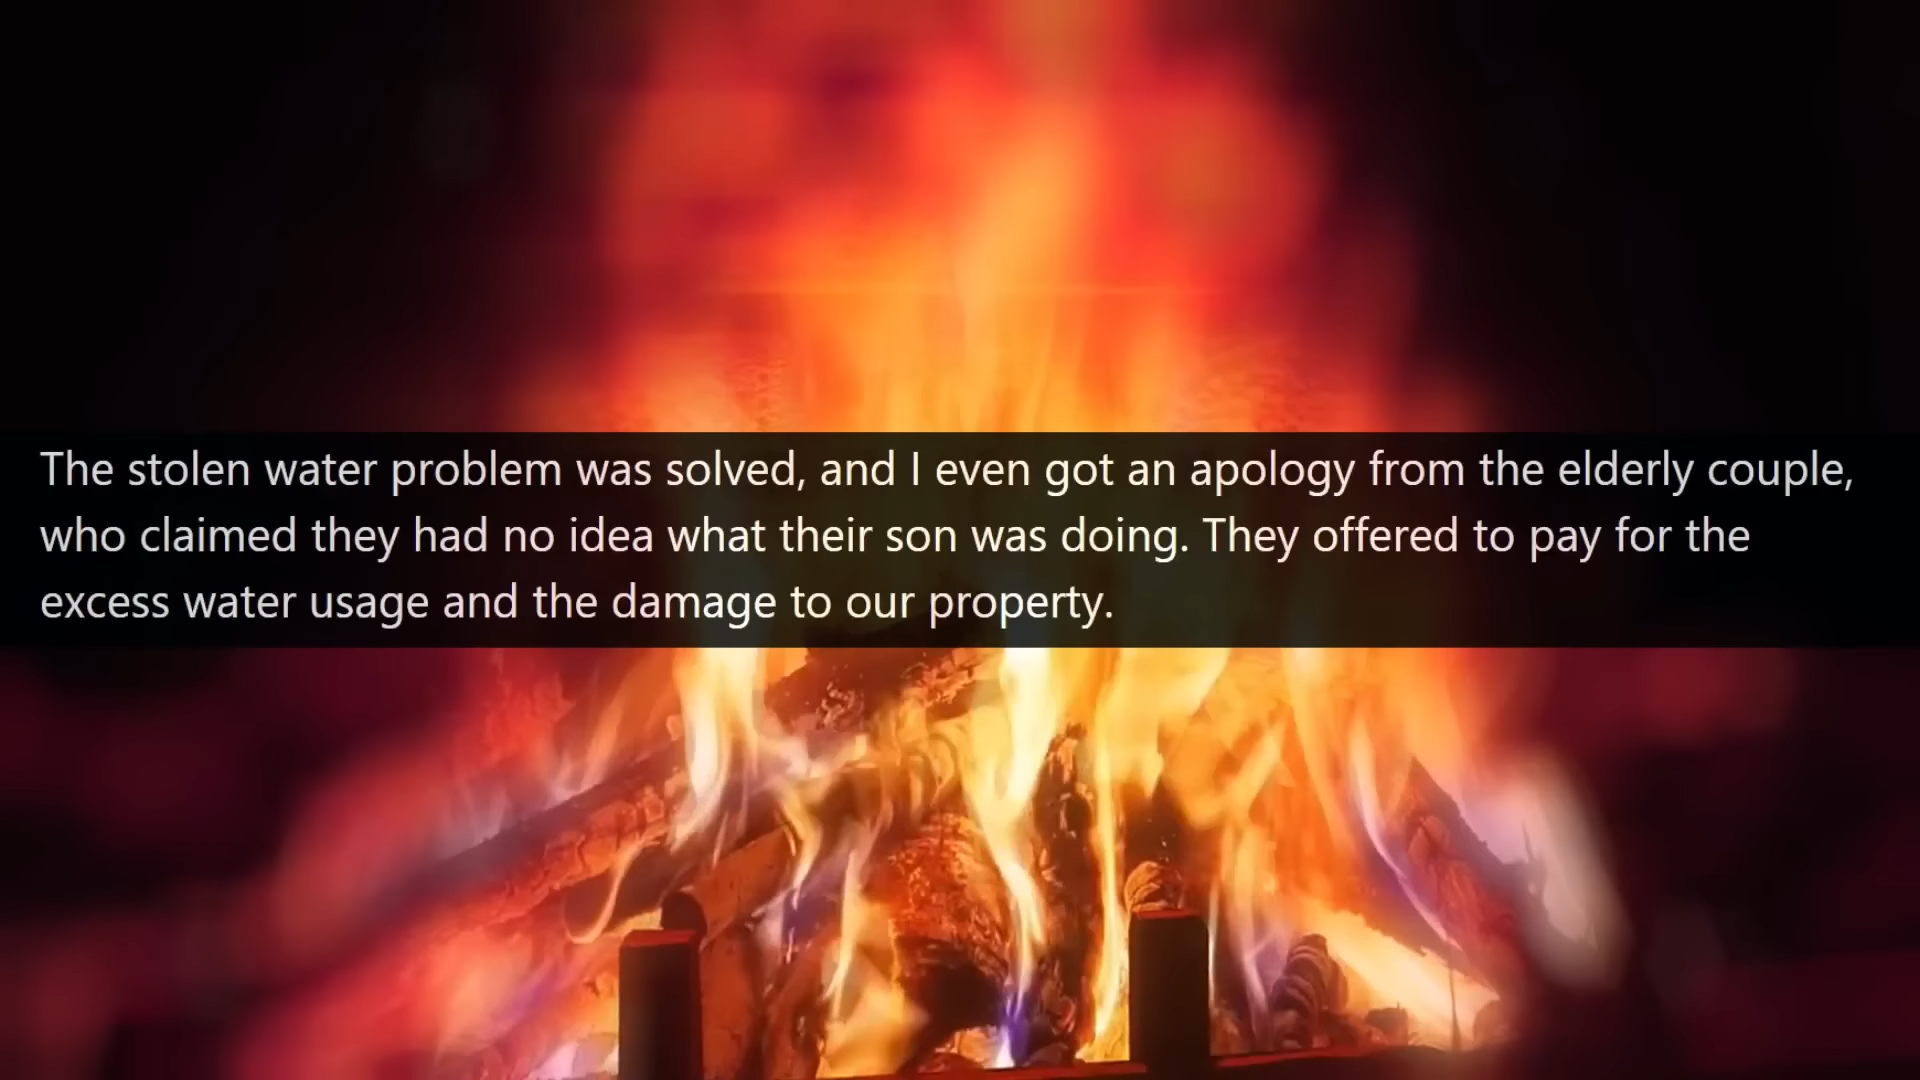 The stolen water problem was solved, and I even got an apology from the elderly couple,
who claimed they had no idea what their son was doing. They offered to pay for the
excess water usage and the damage to our property.